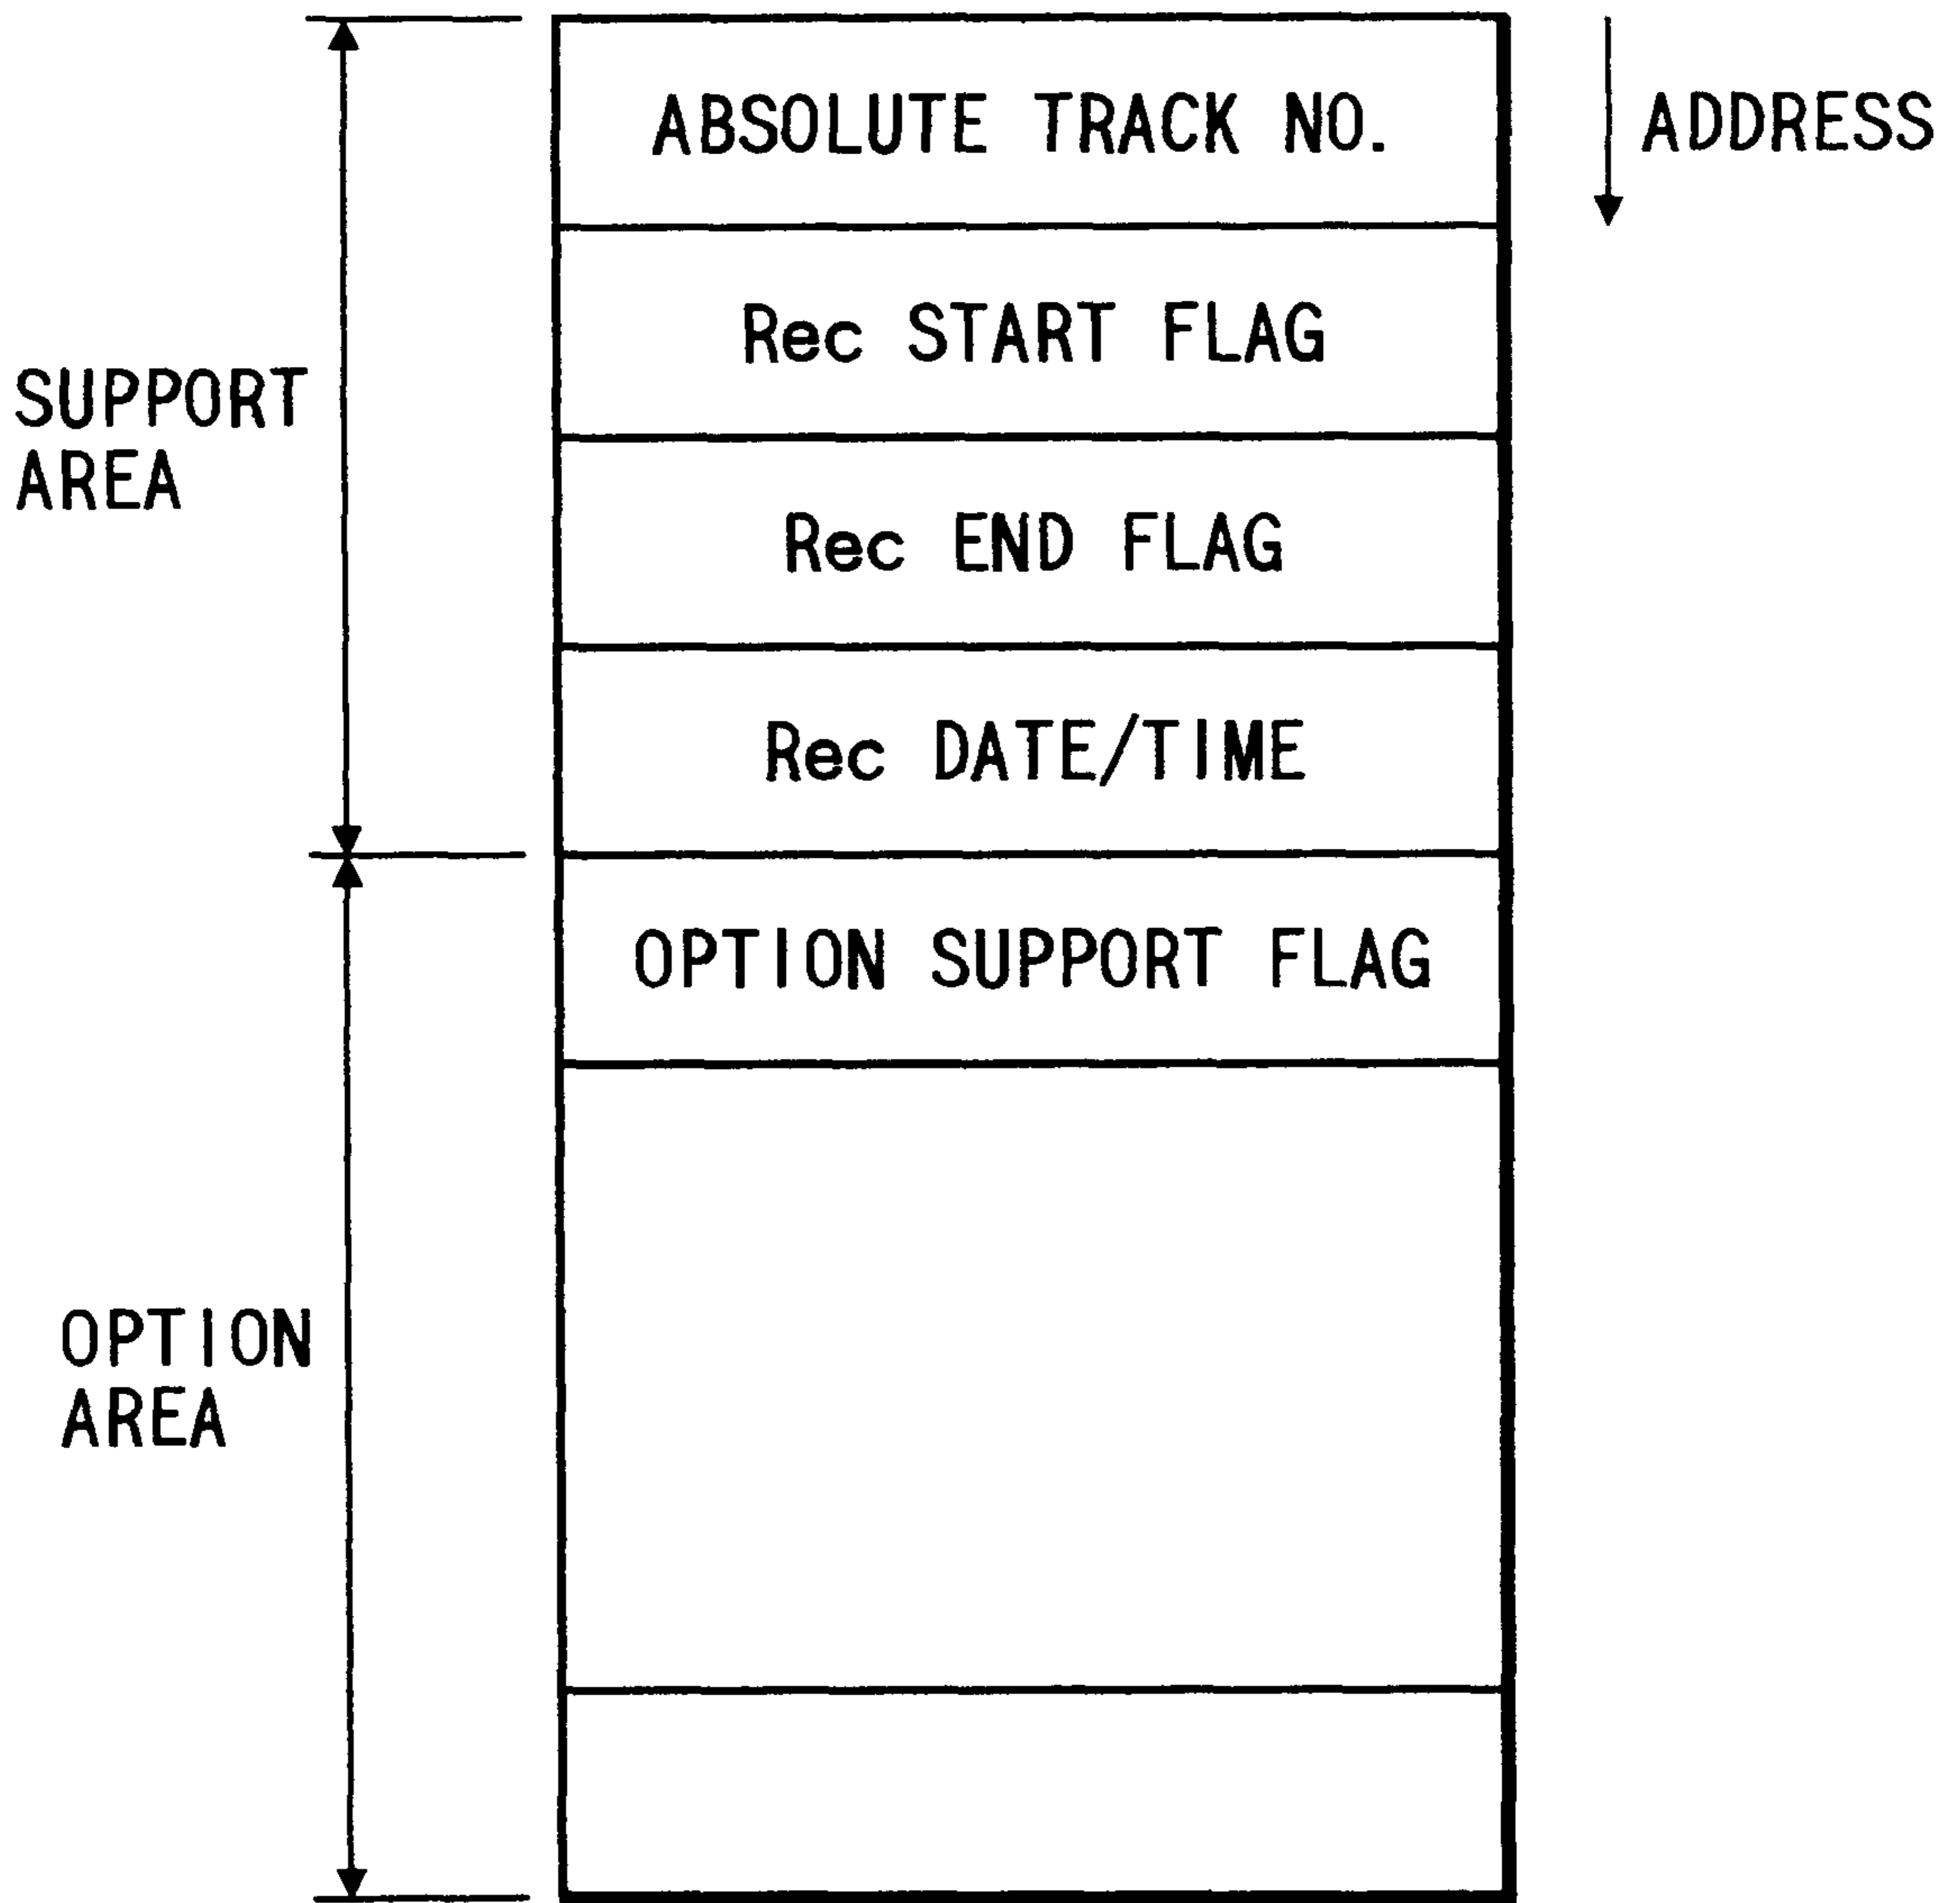 ABSOLUTE TRACK NO.
ADDRESS
Rec START FLAG
SUPPORT
AREA
Rec END FLAG
Rec DATE/TIME
OPTION SUPPORT FLAG
OPTION
AREA